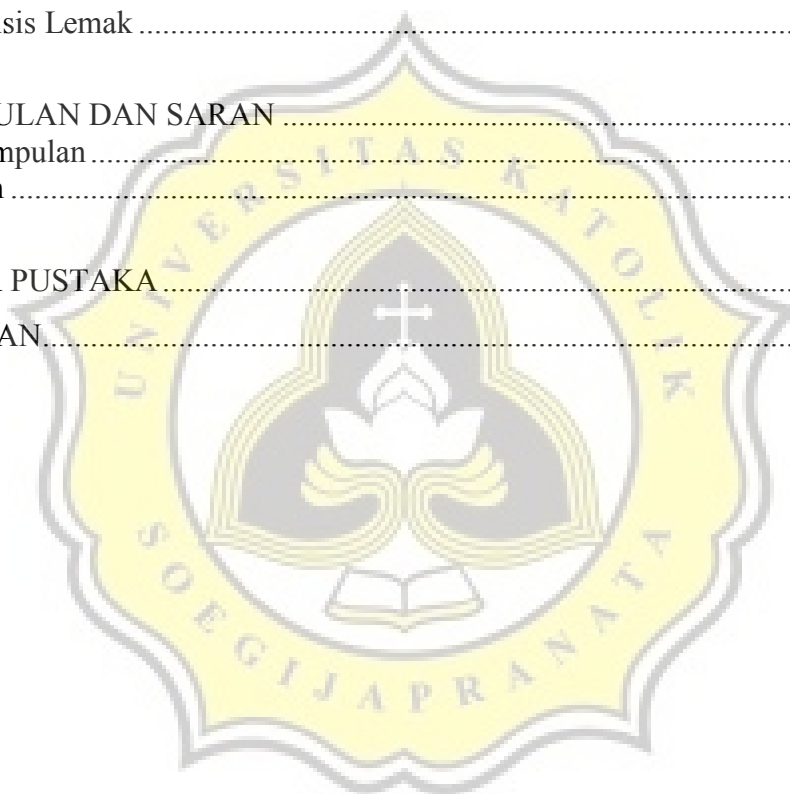 sis Lemak ........................................................................................
ULAN DAN SARAN ....................................................................
mpulan ..............................................................................................
n ........................................................................................................
A PUSTAKA ...................................................................................
AN ....................................................................................................
UNIVERSITAS KATOLIK
SOEGIJAPRANATA